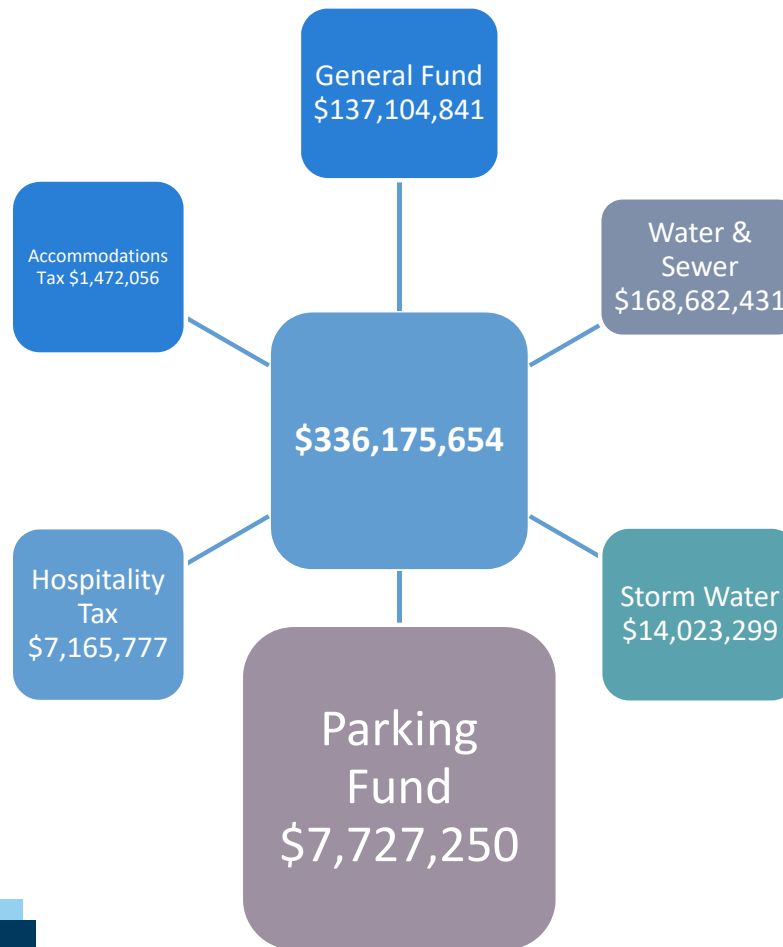 General Fund
$137,104,841
Accommodations
Tax $1,472,056
Water &
Sewer
$168,682,431
$336,175,654
Hospitality
Tax
$7,165,777
Storm Water
$14,023,299
Parking
Fund
$7,727,250